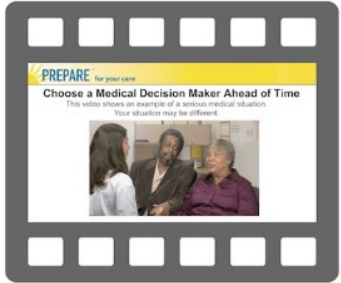 PREPARE for your care
Choose a Medical Decision Maker Ahead of Time
This video shows an example of a serious medical situation.
Your situation may be different.